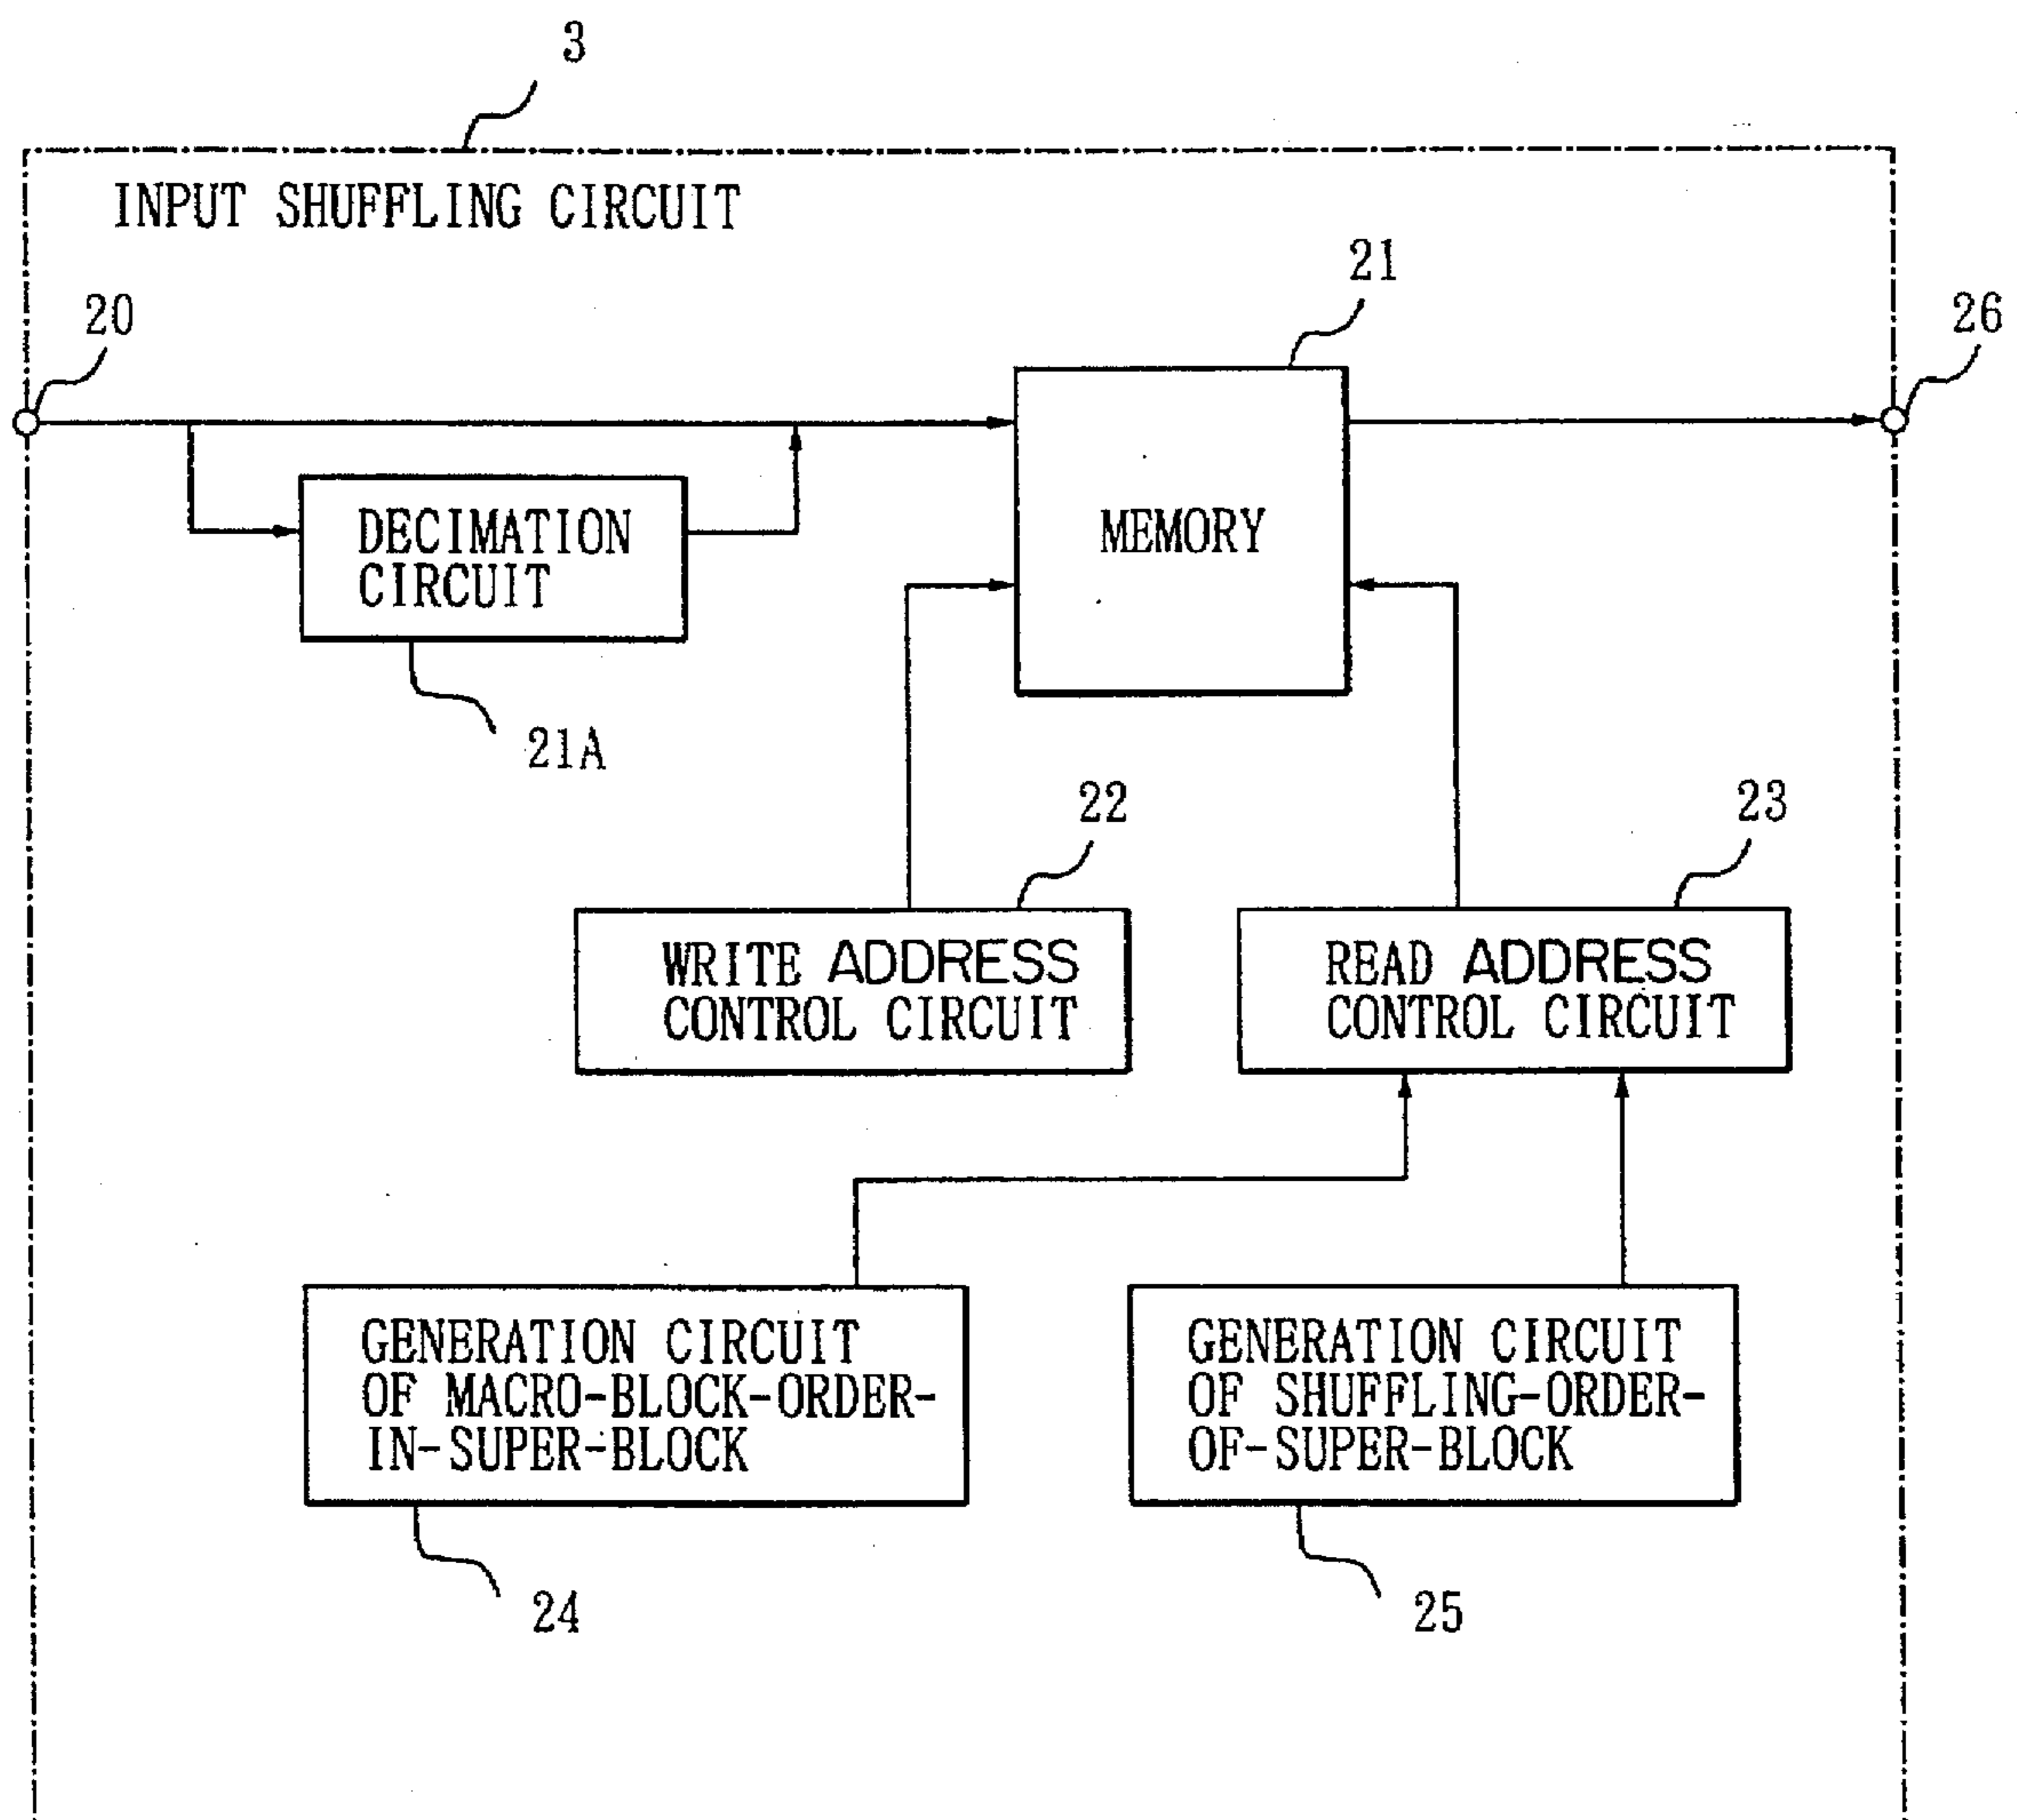 3
INPUT SHUFFLING CIRCUIT
20
21
26
DECIMATION
CIRCUIT
MEMORY
21A
22
23
WRITE ADDRESS
CONTROL CIRCUIT
READ ADDRESS
CONTROL CIRCUIT
GENERATION CIRCUIT
OF MACRO-BLOCK-ORDER-
IN-SUPER-BLOCK
GENERATION CIRCUIT
OF SHUFFLING-ORDER-
OF-SUPER-BLOCK
24
25